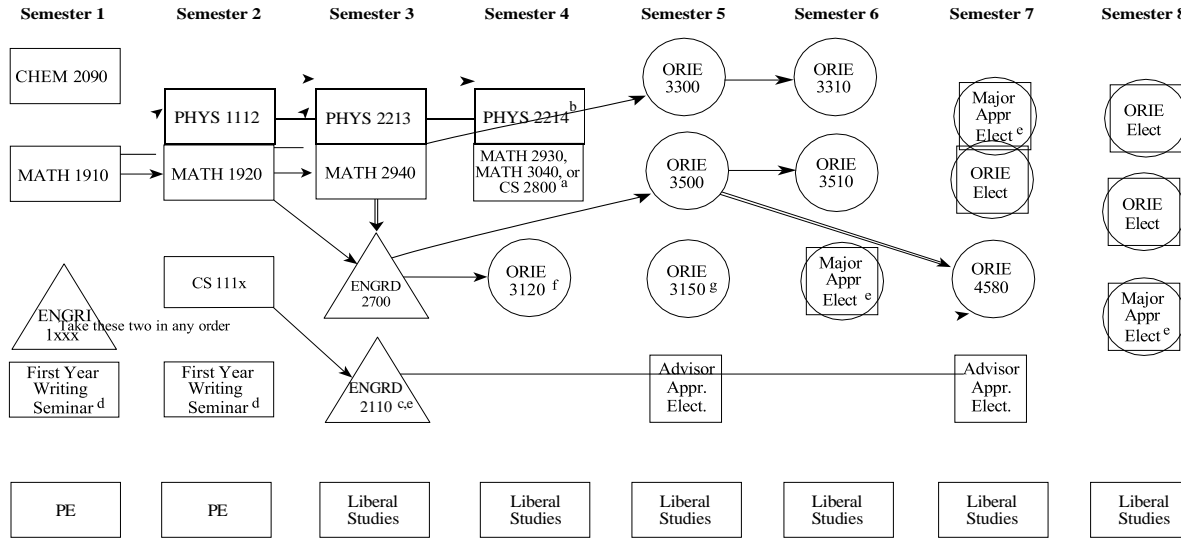 Semester 1
Semester 2
Semester 3
Semester 4
Semester 5
Semester 6
Semester 7
Semester 8
CHEM 2090
PHYS 1112
PHYS 2213
PHYS 2214 b
ORIE
3300
ORIE
3310
Major
Appr
Elect e
ORIE
Elect
MATH 1910
MATH 1920
MATH 2940
MATH 2930,
MATH 3040, or
CS 2800 a
ORIE
3500
ORIE
3510
ORIE
Elect
ORIE
Elect
ENGRI
1xxx
Take these two in any order
CS 111x
ENGRD
2700
ORIE
3120 f
ORIE
3150 g
Major
Appr
Elect e
ORIE
4580
Major
Appr
Elect e
First Year
Writing
Seminar d
First Year
Writing
Seminar d
ENGRD
2110 c,e
Advisor
Appr.
Elect.
Advisor
Appr.
Elect.
PE
PE
Liberal
Studies
Liberal
Studies
Liberal
Studies
Liberal
Studies
Liberal
Studies
Liberal
Studies